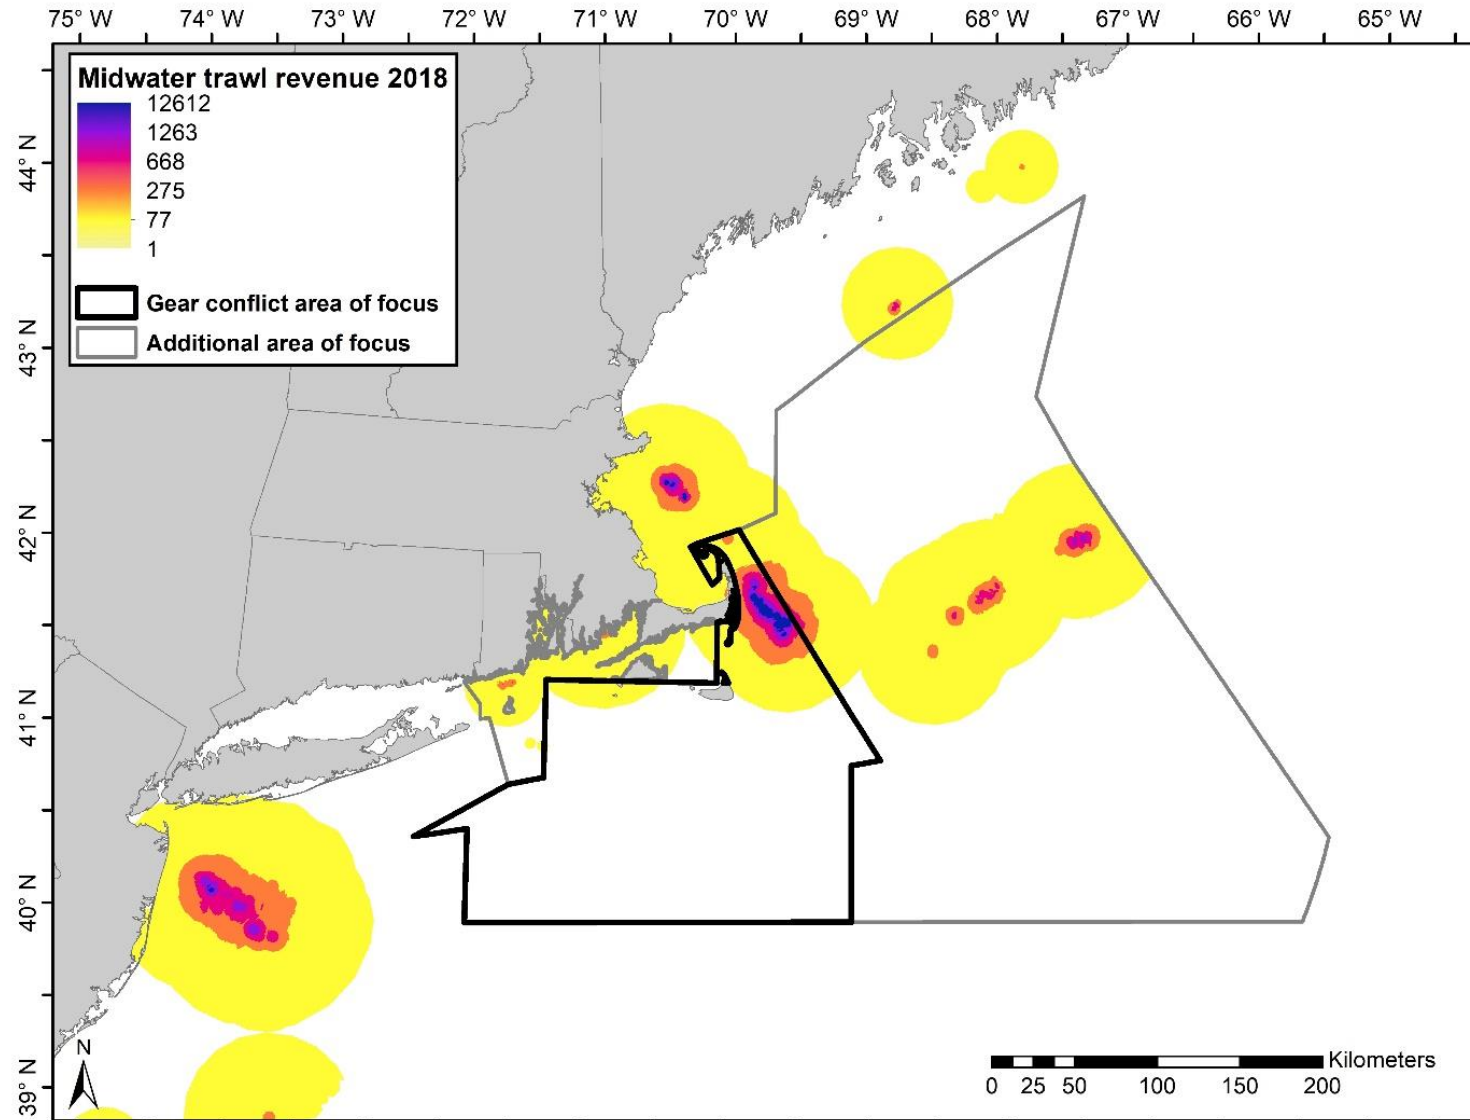 75° W 74° W 73° W 72° W 71° W 70° W 69° W 68° W 67° W 66° W 65° W
Midwater trawl revenue 2018
12612
1263
668
275
77
1
Gear conflict area of focus
Additional area of focus
44° N
43° N
42° N
41° N
40° N
39° N
N
Kilometers
0 25 50 100 150 200